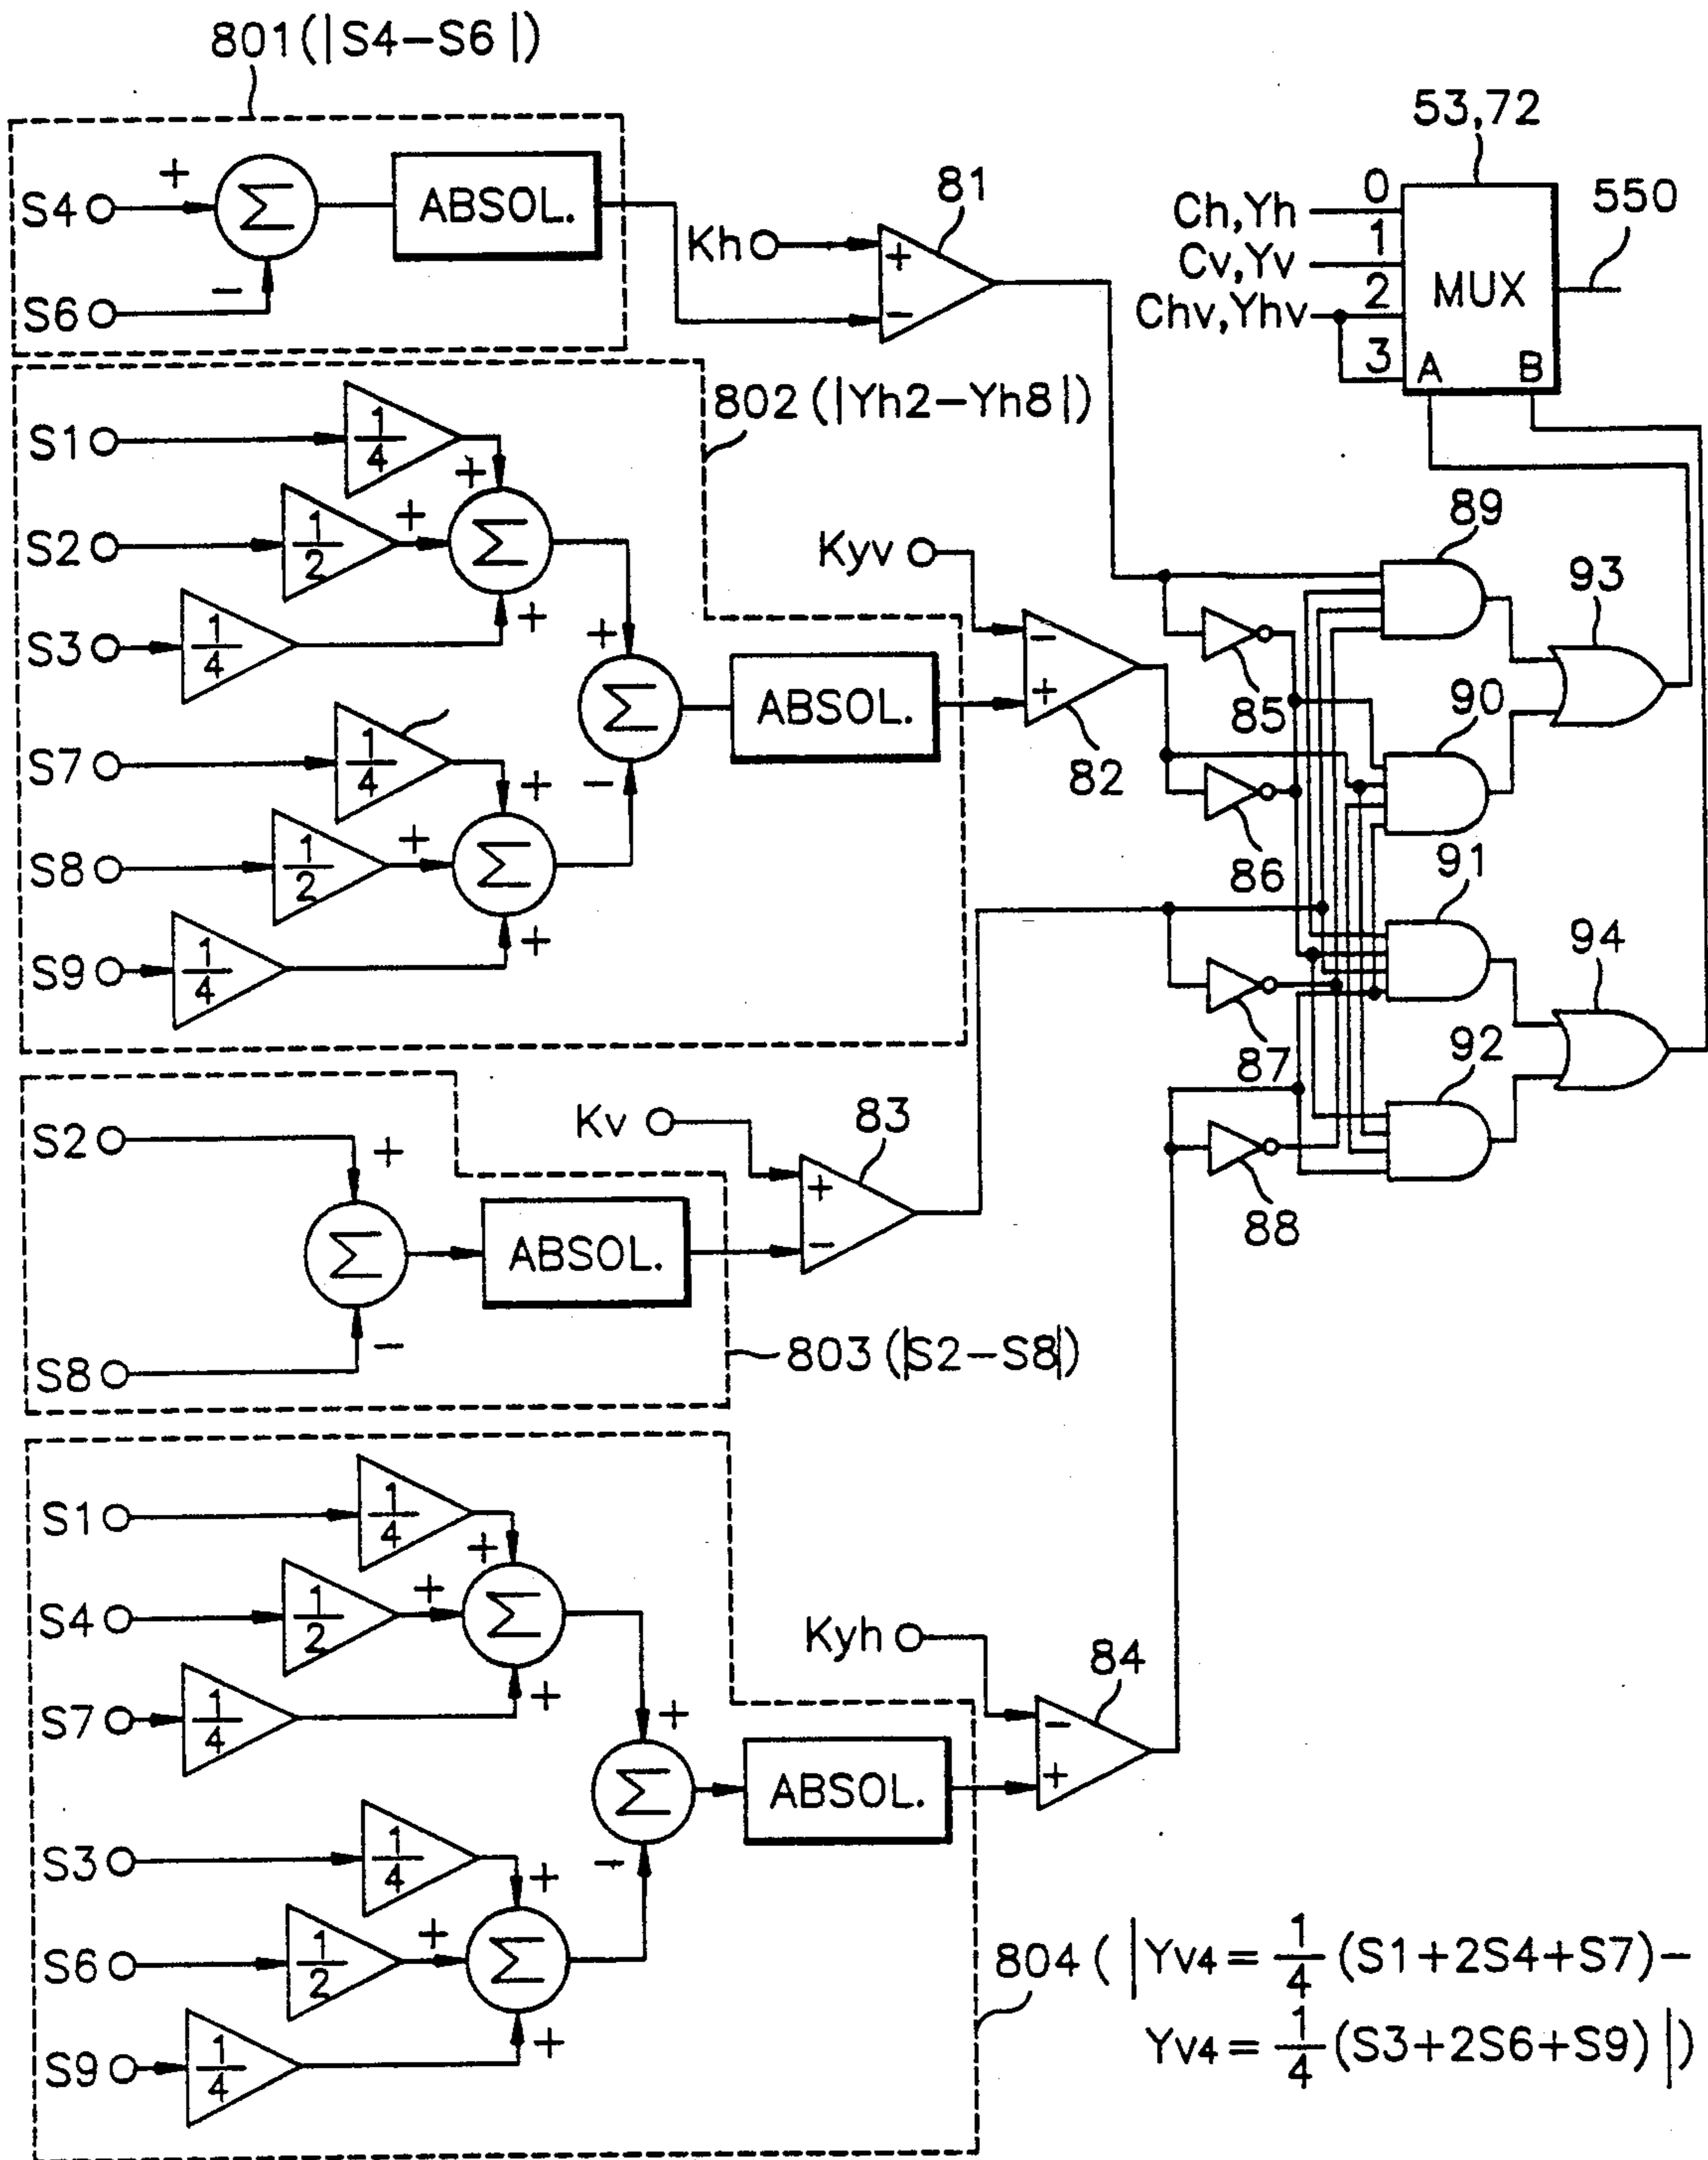 801(|S4-S6|)
S4
+
Σ
ABSOL.
S6
-
Kh
+
-
81
53,72
Ch,Yh
0
Cv,Yv
1
Chv,Yhv
2
3
MUX
A
B
550
802 (|Yh2-Yh8|)
S1
1/4
+
S2
1/2
+
Σ
S3
1/4
+
+
Σ
ABSOL.
-
S7
1/4
+
S8
1/2
+
Σ
S9
1/4
+
Kyv
-
+
82
85
86
87
88
89
90
91
92
93
94
S2
+
Σ
ABSOL.
S8
-
Kv
+
-
83
803 (|S2-S8|)
S1
1/4
+
S4
1/2
+
Σ
S7
1/4
+
+
Σ
ABSOL.
-
S3
1/4
+
S6
1/2
+
Σ
S9
1/4
+
Kyh
-
+
84
804 (|Yv4=1/4 (S1+2S4+S7)-
Yv4=1/4 (S3+2S6+S9)|)